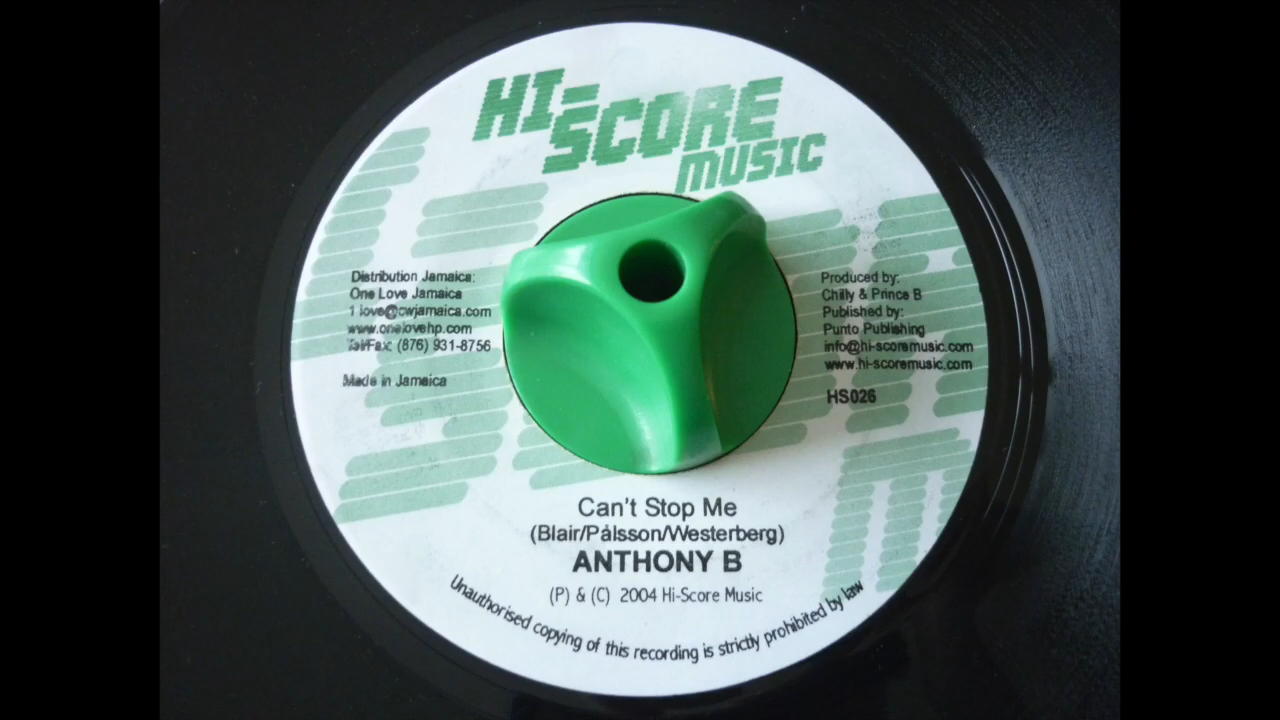 HI-
SCORE
MUSIC
Distribution Jamaica:
One Love Jamaica
1 love@cwjamaica.com
www.onelovehp.com
Tel/Fax: (876) 931-8756
Made in Jamaica
Produced by:
Chilly & Prince B
Published by:
Punto Publishing
info@hi-scoremusic.com
www.hi-scoremusic.com
HS026
Can't Stop Me
(Blair/Pålsson/Westerberg)
ANTHONY B
(P) & (C) 2004 Hi-Score Music
Unauthorised copying of this recording is strictly prohibited by law